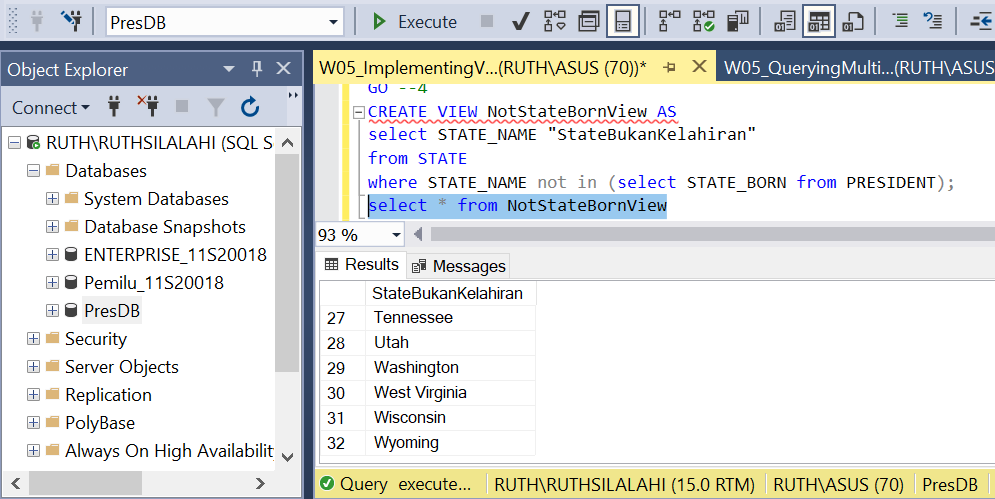 PresDB
Execute
Object Explorer
Connect
RUTH\RUTHSILALAHI (SQL S
Databases
System Databases
Database Snapshots
ENTERPRISE_11S20018
Pemilu_11S20018
PresDB
Security
Server Objects
Replication
PolyBase
Always On High Availabilit
W05_ImplementingV...(RUTH\ASUS (70))*
W05_QueryingMulti...(RUTH\ASUS
GO --4
CREATE VIEW NotStateBornView AS
select STATE_NAME "StateBukanKelahiran"
from STATE
where STATE_NAME not in (select STATE_BORN from PRESIDENT);
select * from NotStateBornView
93 %
Results
Messages
StateBukanKelahiran
27 Tennessee
28 Utah
29 Washington
30 West Virginia
31 Wisconsin
32 Wyoming
Query execute...
RUTH\RUTHSILALAHI (15.0 RTM)
RUTH\ASUS (70)
PresDB